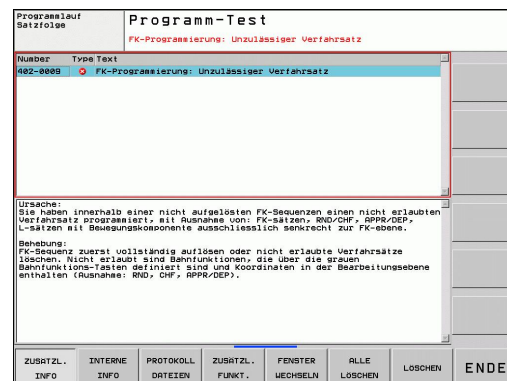 Programmlauf
Satzfolge
Programm-Test
FK-Programmierung: Unzulässiger Verfahrsatz
Number Type Text
402-0009 FK-Programmierung: Unzulässiger Verfahrsatz
Ursache:
Sie haben innerhalb einer nicht aufgelösten FK-Sequenzen einen nicht erlaubten
Verfahrsatz programmiert, mit Ausnahme von: FK-sätzen, RND/CHF, APPR/DEP,
L-sätzen mit Bewegungskomponente ausschliesslich senkrecht zur FK-ebene.
Behebung:
FK-Sequenz zuerst vollständig auflösen oder nicht erlaubte Verfahrsätze
löschen. Nicht erlaubt sind Bahnfunktionen, die über die grauen
Bahnfunktions-Tasten definiert sind und Koordinaten in der Bearbeitungsebene
enthalten (Ausnahme: RND, CHF, APPR/DEP).
ZUSATZL. INFO
INTERNE INFO
PROTOKOLL DATEIEN
ZUSATZL. FUNKT.
FENSTER WECHSELN
ALLE LOSCHEN
LOSCHEN
ENDE